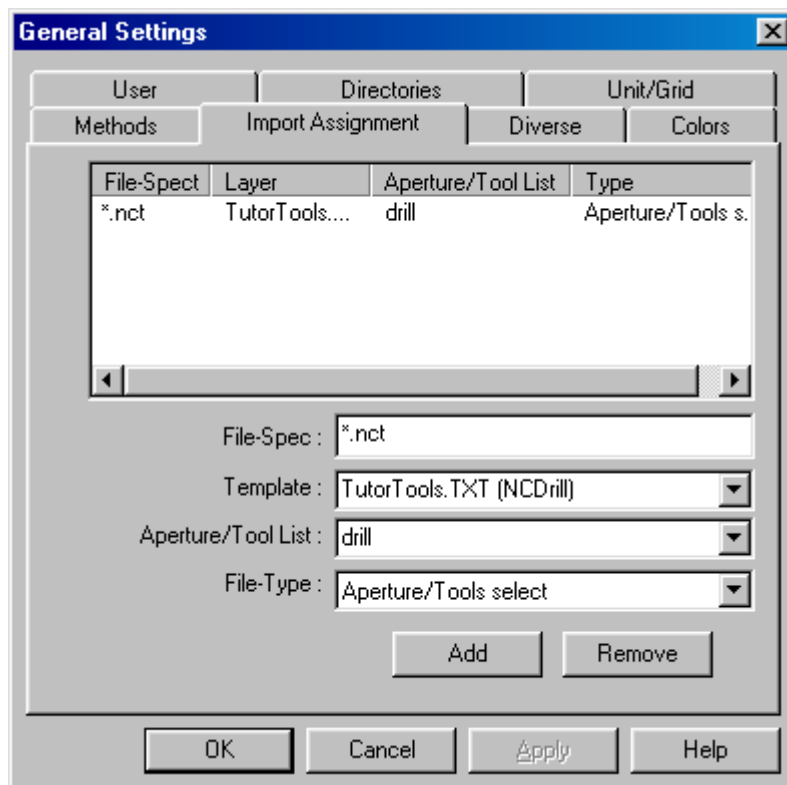 General Settings
User Directories Unit/Grid
Methods Import Assignment Diverse Colors
File-Spect Layer Aperture/Tool List Type
*.nct TutorTools.... drill Aperture/Tools s.
File-Spec : *.nct
Template : TutorTools.TXT (NCDrill)
Aperture/Tool List : drill
File-Type : Aperture/Tools select
Add Remove
OK Cancel Apply Help